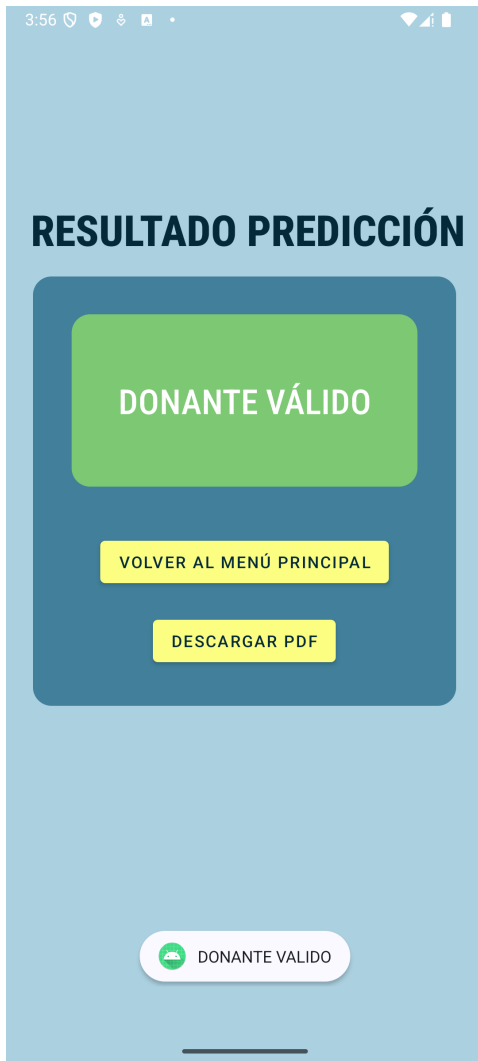 3:56
RESULTADO PREDICCIÓN
DONANTE VÁLIDO
VOLVER AL MENÚ PRINCIPAL
DESCARGAR PDF
DONANTE VALIDO